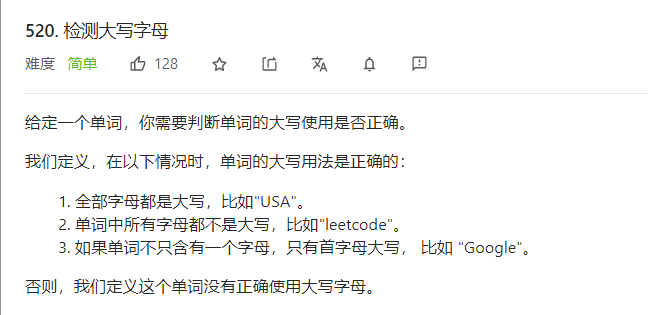 520. 检测大写字母
难度 简单 128
给定一个单词，你需要判断单词的大写使用是否正确。
我们定义，在以下情况时，单词的大写用法是正确的：
1. 全部字母都是大写，比如"USA"。
2. 单词中所有字母都不是大写，比如"leetcode"。
3. 如果单词不只含有一个字母，只有首字母大写， 比如 "Google"。
否则，我们定义这个单词没有正确使用大写字母。